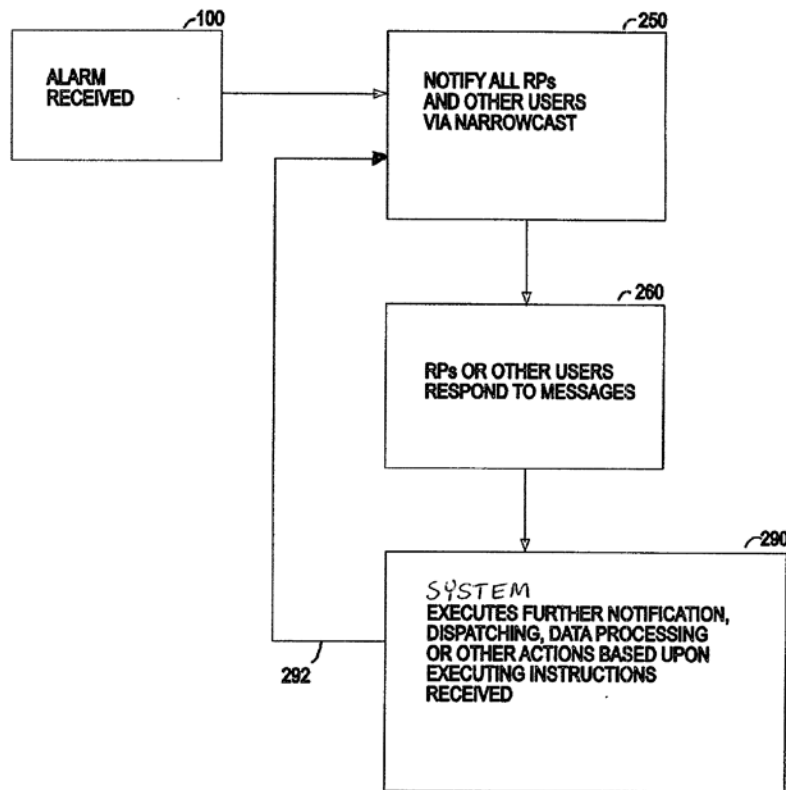 100
ALARM
RECEIVED
250
NOTIFY ALL RPs
AND OTHER USERS
VIA NARROWCAST
260
RPs OR OTHER USERS
RESPOND TO MESSAGES
290
SYSTEM
EXECUTES FURTHER NOTIFICATION,
DISPATCHING, DATA PROCESSING
OR OTHER ACTIONS BASED UPON
EXECUTING INSTRUCTIONS
RECEIVED
292